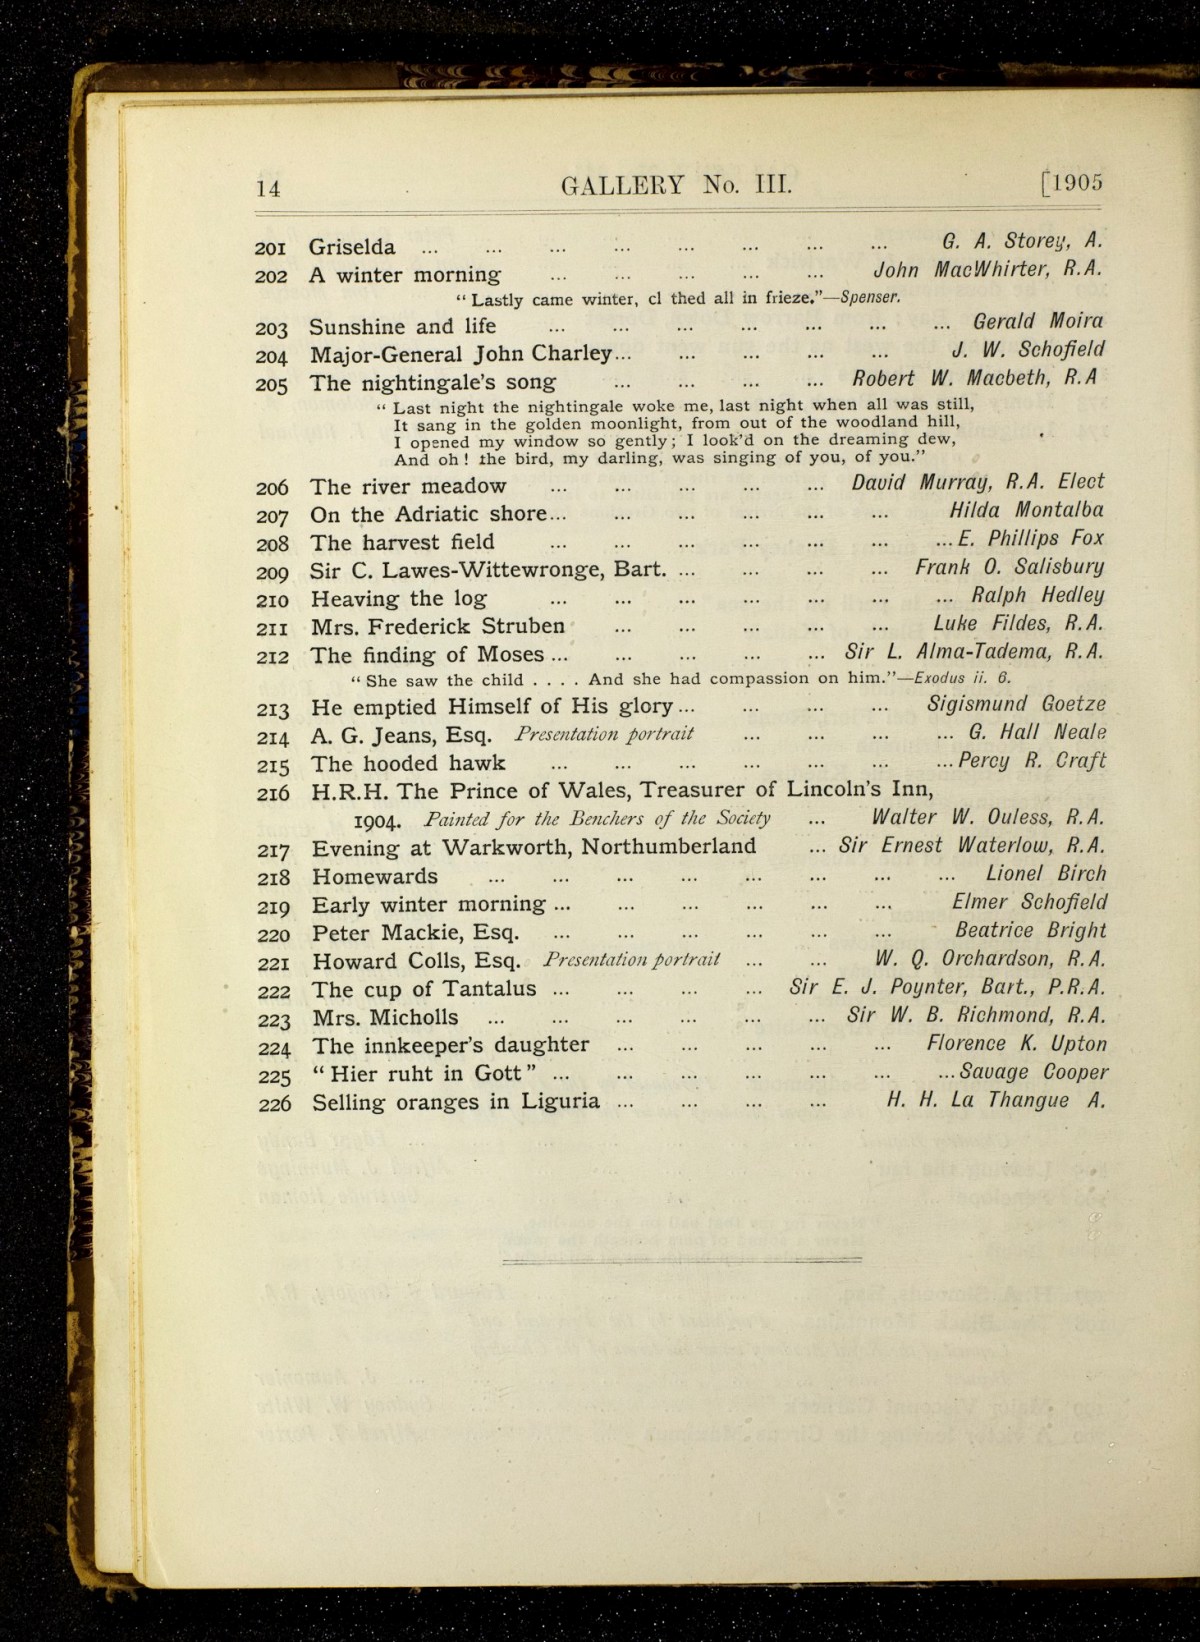 14 GALLERY No. III. [1905
201 Griselda ... ... ... ... ... ... ... ... G. A. Storey, A.
202 A winter morning ... ... ... ... ... John MacWhirter, R.A.
“ Lastly came winter, cl thed all in frieze.”—Spenser.
203 Sunshine and life ... ... ... ... ... ... ... Gerald Moira
204 Major-General John Charley... ... ... ... ... J. W. Schofield
205 The nightingale’s song ... ... ... ... Robert W. Macbeth, R.A
“ Last night the nightingale woke me, last night when all was still,
It sang in the golden moonlight, from out of the woodland hill,
I opened my window so gently; I look’d on the dreaming dew,
And oh! the bird, my darling, was singing of you, of you.”
206 The river meadow ... ... ... ... ... David Murray, R.A. Elect
207 On the Adriatic shore... ... ... ... ... ... Hilda Montalba
208 The harvest field ... ... ... ... ... ... ... E. Phillips Fox
209 Sir C. Lawes-Wittewronge, Bart. ... ... ... ... Frank O. Salisbury
210 Heaving the log ... ... ... ... ... ... ... Ralph Hedley
211 Mrs. Frederick Struben ... ... ... ... ... Luke Fildes, R.A.
212 The finding of Moses ... ... ... ... ... Sir L. Alma-Tadema, R.A.
“ She saw the child . . . . And she had compassion on him.”—Exodus ii. 6.
213 He emptied Himself of His glory ... ... ... ... Sigismund Goetze
214 A. G. Jeans, Esq. Presentation portrait ... ... ... ... G. Hall Neale
215 The hooded hawk ... ... ... ... ... ... ... Percy R. Craft
216 H.R.H. The Prince of Wales, Treasurer of Lincoln’s Inn,
1904. Painted for the Benchers of the Society ... Walter W. Ouless, R.A.
217 Evening at Warkworth, Northumberland ... Sir Ernest Waterlow, R.A.
218 Homewards ... ... ... ... ... ... ... ... Lionel Birch
219 Early winter morning ... ... ... ... ... ... Elmer Schofield
220 Peter Mackie, Esq. ... ... ... ... ... ... Beatrice Bright
221 Howard Colls, Esq. Presentation portrait ... ... W. Q. Orchardson, R.A.
222 The cup of Tantalus ... ... ... ... Sir E. J. Poynter, Bart., P.R.A.
223 Mrs. Micholls ... ... ... ... ... ... Sir W. B. Richmond, R.A.
224 The innkeeper’s daughter ... ... ... ... ... Florence K. Upton
225 “ Hier ruht in Gott ” ... ... ... ... ... ... ... Savage Cooper
226 Selling oranges in Liguria ... ... ... ... H. H. La Thangue A.